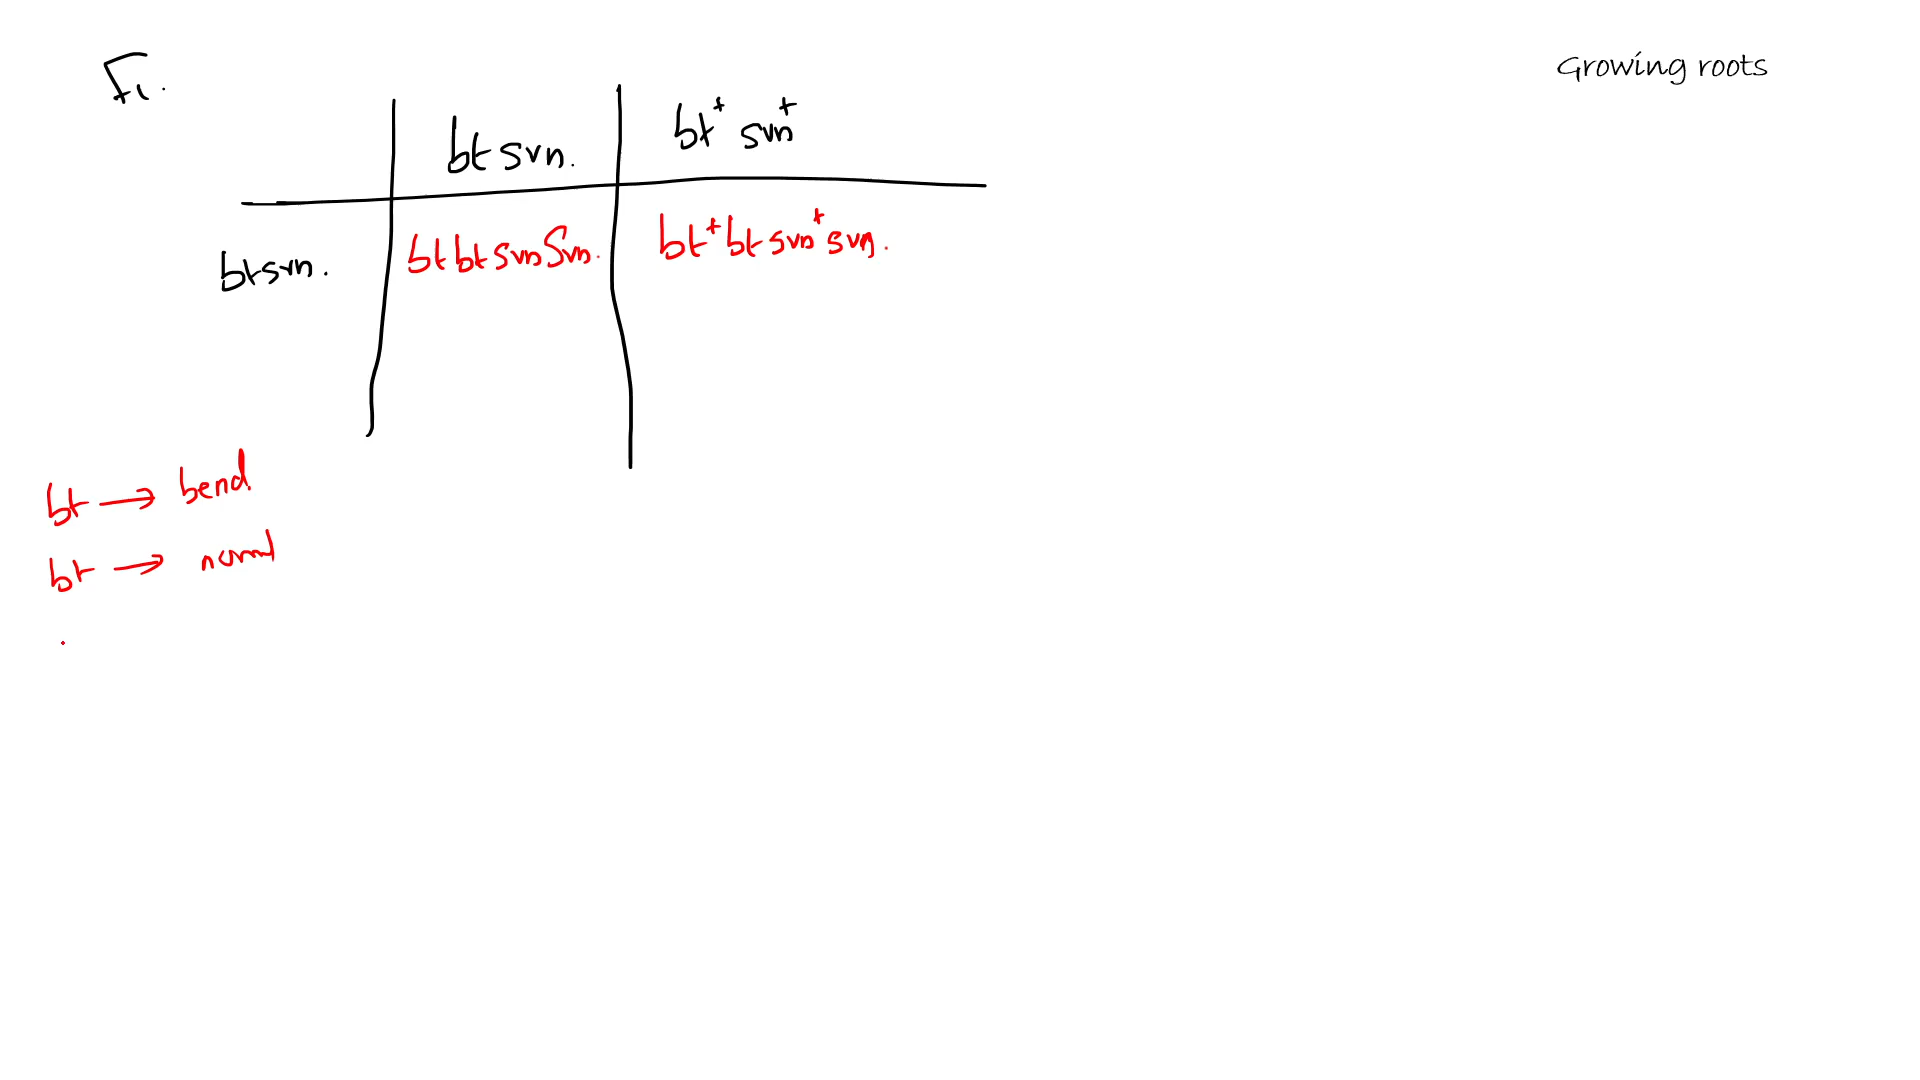 Growing roots
F1.
bt svn. bt⁺ svn⁺
bt svn. bt bt svn Svn. bt⁺ bt svn⁺ svn.
bt → bend
bt → normal